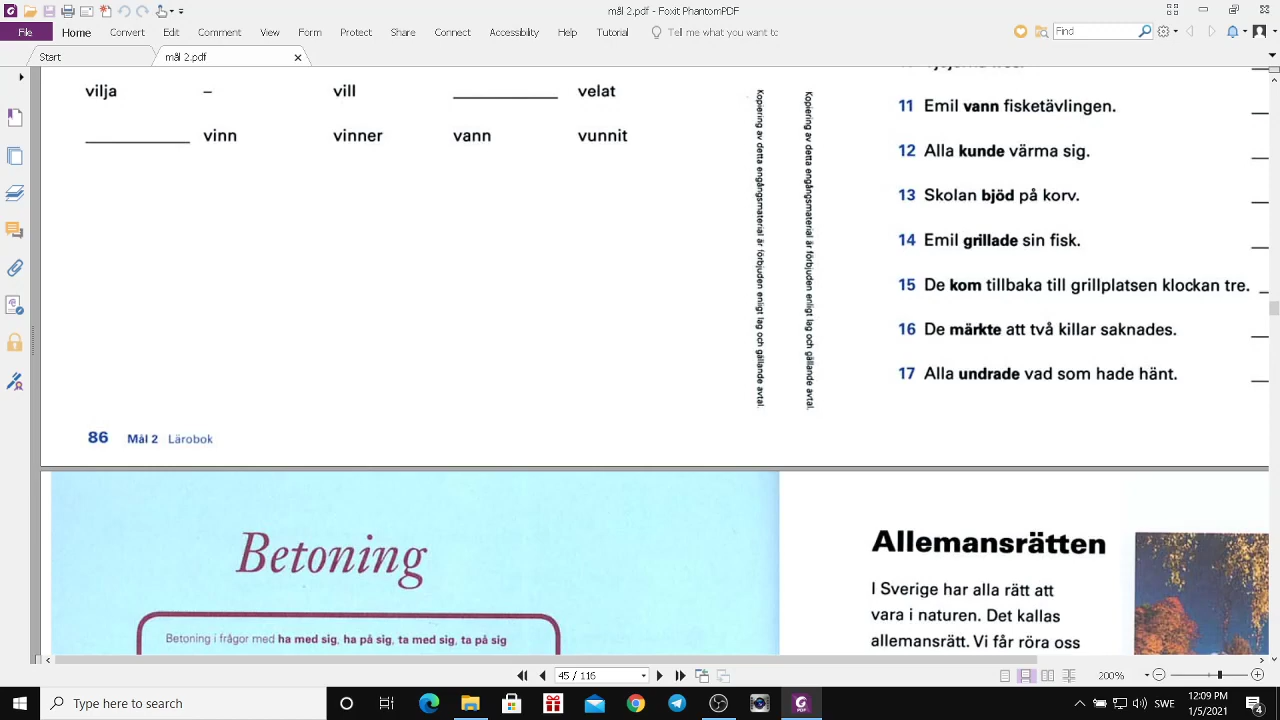 mål 2.pdf - Foxit PhantomPDF
Home Convert Edit Comment View Form Protect Share Connect Accessibility Help Tutorial Tell me what you want to Find
Start mål 2.pdf
vilja – vill velat
vinn vinner vann vunnit
Kopiering av detta engångsmaterial är förbjuden enligt lag och gällande avtal.
86 Mål 2 Lärobok
Kopiering av detta engångsmaterial är förbjuden enligt lag och gällande avtal.
11 Emil vann fisketävlingen.
12 Alla kunde värma sig.
13 Skolan bjöd på korv.
14 Emil grillade sin fisk.
15 De kom tillbaka till grillplatsen klockan tre.
16 De märkte att två killar saknades.
17 Alla undrade vad som hade hänt.
Betoning
Betoning i frågor med ha med sig, ha på sig, ta med sig, ta på sig
Allemansrätten
I Sverige har alla rätt att
vara i naturen. Det kallas
allemansrätt. Vi får röra oss
45 / 116 200%
Type here to search SWE 12:09 PM
1/5/2021 4